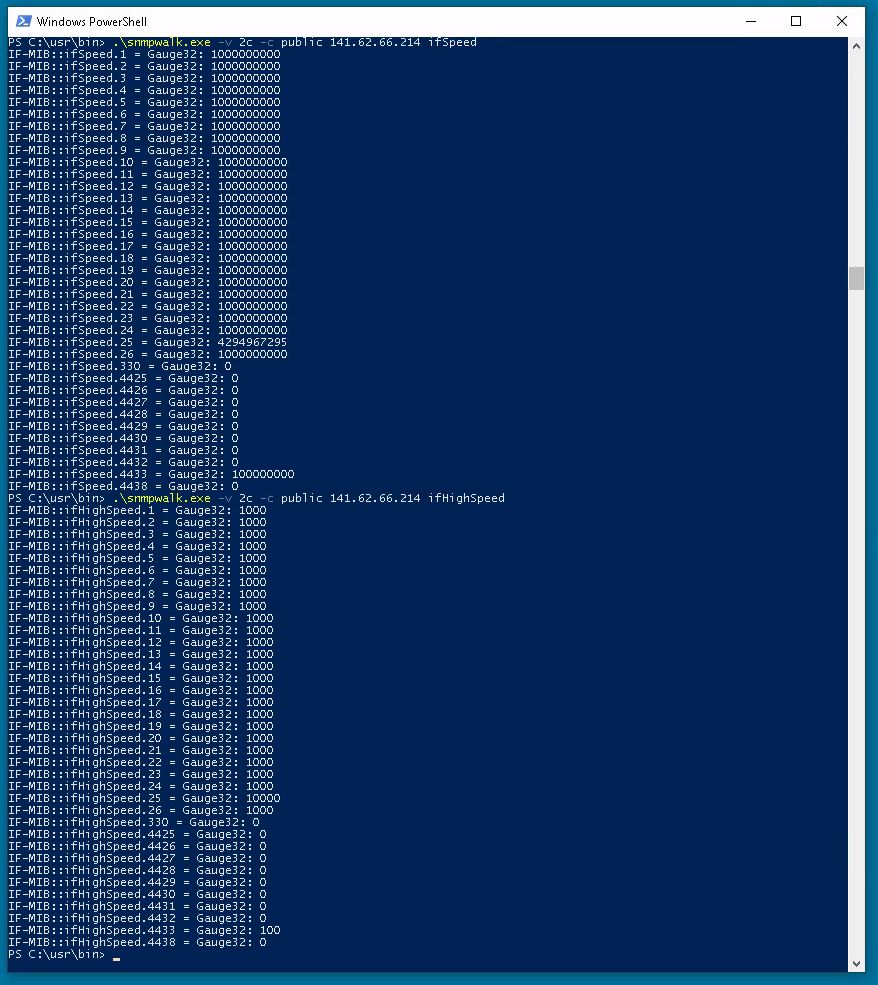 Windows PowerShell
PS C:\usr\bin> .\snmpwalk.exe -v 2c -c public 141.62.66.214 ifSpeed
IF-MIB::ifSpeed.1 = Gauge32: 1000000000
IF-MIB::ifSpeed.2 = Gauge32: 1000000000
IF-MIB::ifSpeed.3 = Gauge32: 1000000000
IF-MIB::ifSpeed.4 = Gauge32: 1000000000
IF-MIB::ifSpeed.5 = Gauge32: 1000000000
IF-MIB::ifSpeed.6 = Gauge32: 1000000000
IF-MIB::ifSpeed.7 = Gauge32: 1000000000
IF-MIB::ifSpeed.8 = Gauge32: 1000000000
IF-MIB::ifSpeed.9 = Gauge32: 1000000000
IF-MIB::ifSpeed.10 = Gauge32: 1000000000
IF-MIB::ifSpeed.11 = Gauge32: 1000000000
IF-MIB::ifSpeed.12 = Gauge32: 1000000000
IF-MIB::ifSpeed.13 = Gauge32: 1000000000
IF-MIB::ifSpeed.14 = Gauge32: 1000000000
IF-MIB::ifSpeed.15 = Gauge32: 1000000000
IF-MIB::ifSpeed.16 = Gauge32: 1000000000
IF-MIB::ifSpeed.17 = Gauge32: 1000000000
IF-MIB::ifSpeed.18 = Gauge32: 1000000000
IF-MIB::ifSpeed.19 = Gauge32: 1000000000
IF-MIB::ifSpeed.20 = Gauge32: 1000000000
IF-MIB::ifSpeed.21 = Gauge32: 1000000000
IF-MIB::ifSpeed.22 = Gauge32: 1000000000
IF-MIB::ifSpeed.23 = Gauge32: 1000000000
IF-MIB::ifSpeed.24 = Gauge32: 1000000000
IF-MIB::ifSpeed.25 = Gauge32: 4294967295
IF-MIB::ifSpeed.26 = Gauge32: 1000000000
IF-MIB::ifSpeed.330 = Gauge32: 0
IF-MIB::ifSpeed.4425 = Gauge32: 0
IF-MIB::ifSpeed.4426 = Gauge32: 0
IF-MIB::ifSpeed.4427 = Gauge32: 0
IF-MIB::ifSpeed.4428 = Gauge32: 0
IF-MIB::ifSpeed.4429 = Gauge32: 0
IF-MIB::ifSpeed.4430 = Gauge32: 0
IF-MIB::ifSpeed.4431 = Gauge32: 0
IF-MIB::ifSpeed.4432 = Gauge32: 0
IF-MIB::ifSpeed.4433 = Gauge32: 100000000
IF-MIB::ifSpeed.4438 = Gauge32: 0
PS C:\usr\bin> .\snmpwalk.exe -v 2c -c public 141.62.66.214 ifHighSpeed
IF-MIB::ifHighSpeed.1 = Gauge32: 1000
IF-MIB::ifHighSpeed.2 = Gauge32: 1000
IF-MIB::ifHighSpeed.3 = Gauge32: 1000
IF-MIB::ifHighSpeed.4 = Gauge32: 1000
IF-MIB::ifHighSpeed.5 = Gauge32: 1000
IF-MIB::ifHighSpeed.6 = Gauge32: 1000
IF-MIB::ifHighSpeed.7 = Gauge32: 1000
IF-MIB::ifHighSpeed.8 = Gauge32: 1000
IF-MIB::ifHighSpeed.9 = Gauge32: 1000
IF-MIB::ifHighSpeed.10 = Gauge32: 1000
IF-MIB::ifHighSpeed.11 = Gauge32: 1000
IF-MIB::ifHighSpeed.12 = Gauge32: 1000
IF-MIB::ifHighSpeed.13 = Gauge32: 1000
IF-MIB::ifHighSpeed.14 = Gauge32: 1000
IF-MIB::ifHighSpeed.15 = Gauge32: 1000
IF-MIB::ifHighSpeed.16 = Gauge32: 1000
IF-MIB::ifHighSpeed.17 = Gauge32: 1000
IF-MIB::ifHighSpeed.18 = Gauge32: 1000
IF-MIB::ifHighSpeed.19 = Gauge32: 1000
IF-MIB::ifHighSpeed.20 = Gauge32: 1000
IF-MIB::ifHighSpeed.21 = Gauge32: 1000
IF-MIB::ifHighSpeed.22 = Gauge32: 1000
IF-MIB::ifHighSpeed.23 = Gauge32: 1000
IF-MIB::ifHighSpeed.24 = Gauge32: 1000
IF-MIB::ifHighSpeed.25 = Gauge32: 10000
IF-MIB::ifHighSpeed.26 = Gauge32: 1000
IF-MIB::ifHighSpeed.330 = Gauge32: 0
IF-MIB::ifHighSpeed.4425 = Gauge32: 0
IF-MIB::ifHighSpeed.4426 = Gauge32: 0
IF-MIB::ifHighSpeed.4427 = Gauge32: 0
IF-MIB::ifHighSpeed.4428 = Gauge32: 0
IF-MIB::ifHighSpeed.4429 = Gauge32: 0
IF-MIB::ifHighSpeed.4430 = Gauge32: 0
IF-MIB::ifHighSpeed.4431 = Gauge32: 0
IF-MIB::ifHighSpeed.4432 = Gauge32: 0
IF-MIB::ifHighSpeed.4433 = Gauge32: 100
IF-MIB::ifHighSpeed.4438 = Gauge32: 0
PS C:\usr\bin> _